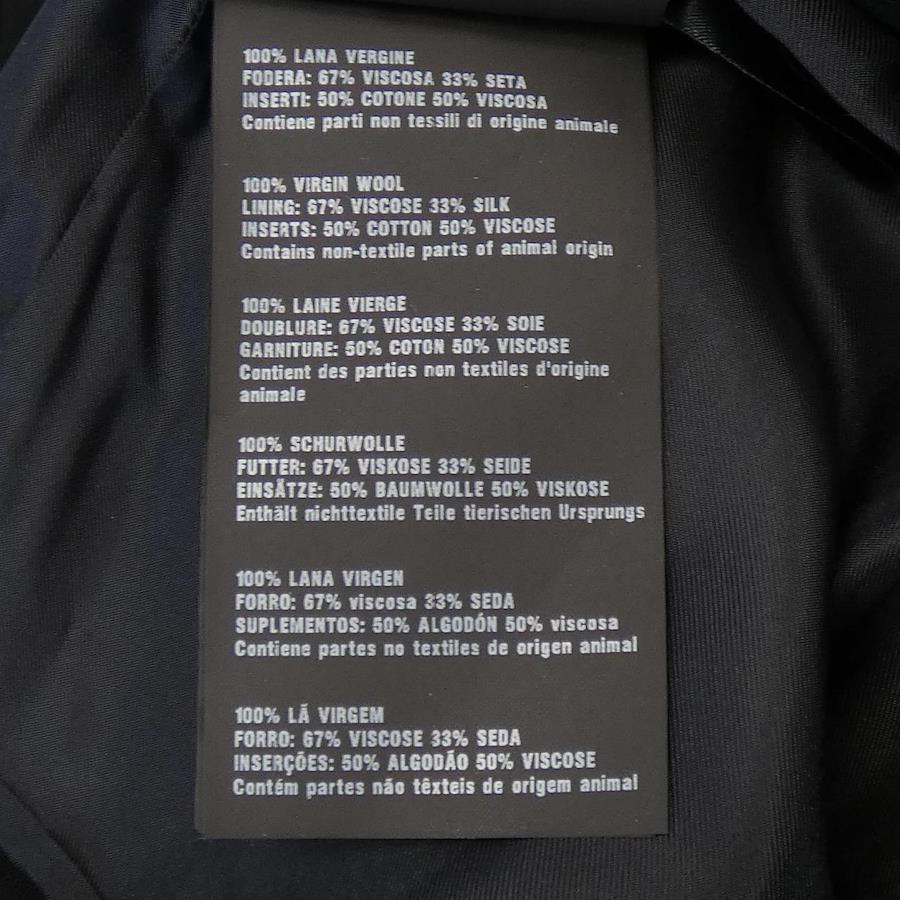 100% LANA VERGINE
FODERA: 67% VISCOSA 33% SETA
INSERTI: 50% COTONE 50% VISCOSA
Contiene parti non tessili di origine animale
100% VIRGIN WOOL
LINING: 67% VISCOSE 33% SILK
INSERTS: 50% COTTON 50% VISCOSE
Contains non-textile parts of animal origin
100% LAINE VIERGE
DOUBLURE: 67% VISCOSE 33% SOIE
GARNITURE: 50% COTON 50% VISCOSE
Contient des parties non textiles d'origine
animale
100% SCHURWOLLE
FUTTER: 67% VISKOSE 33% SEIDE
EINSÄTZE: 50% BAUMWOLLE 50% VISKOSE
Enthält nichttextile Teile tierischen Ursprungs
100% LANA VIRGEN
FORRO: 67% viscosa 33% SEDA
SUPLEMENTOS: 50% ALGODÓN 50% viscosa
Contiene partes no textiles de origen animal
100% LÃ VIRGEM
FORRO: 67% VISCOSE 33% SEDA
INSERÇÕES: 50% ALGODÃO 50% VISCOSE
Contém partes não têxteis de origem animal